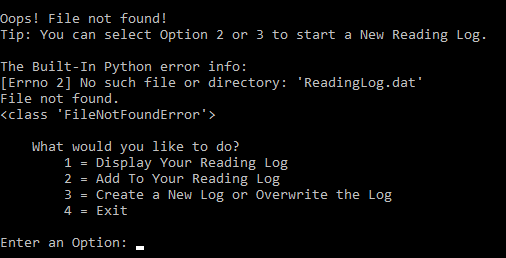 Oops! File not found!
Tip: You can select Option 2 or 3 to start a New Reading Log.
The Built-In Python error info:
[Errno 2] No such file or directory: 'ReadingLog.dat'
File not found.
<class 'FileNotFoundError'>
What would you like to do?
1 = Display Your Reading Log
2 = Add To Your Reading Log
3 = Create a New Log or Overwrite the Log
4 = Exit
Enter an Option: